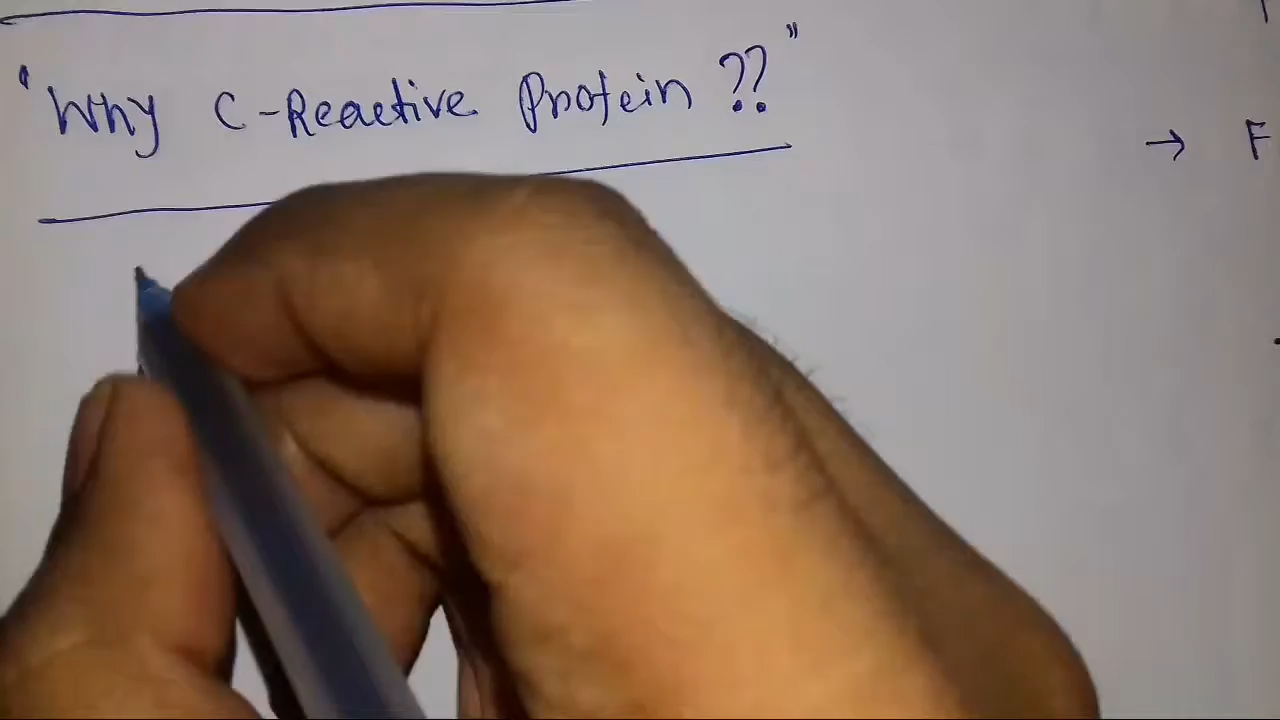 "Why C-Reactive Protein ??"
→ F